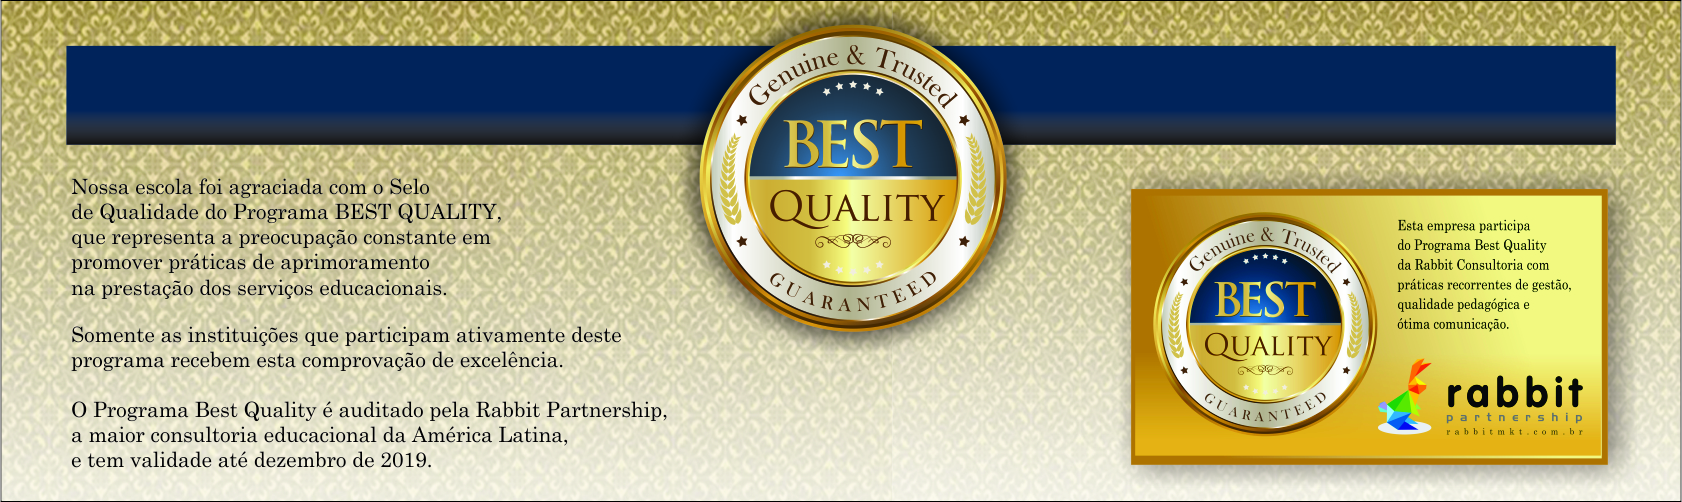 Genuine & Trusted
BEST
QUALITY
GUARANTEED
Nossa escola foi agraciada com o Selo
de Qualidade do Programa BEST QUALITY,
que representa a preocupação constante em
promover práticas de aprimoramento
na prestação dos serviços educacionais.
Somente as instituições que participam ativamente deste
programa recebem esta comprovação de excelência.
O Programa Best Quality é auditado pela Rabbit Partnership,
a maior consultoria educacional da América Latina,
e tem validade até dezembro de 2019.
Genuine & Trusted
BEST
QUALITY
GUARANTEED
Esta empresa participa
do Programa Best Quality
da Rabbit Consultoria com
práticas recorrentes de gestão,
qualidade pedagógica e
ótima comunicação.
rabbit
partnership
rabbitmkt.com.br